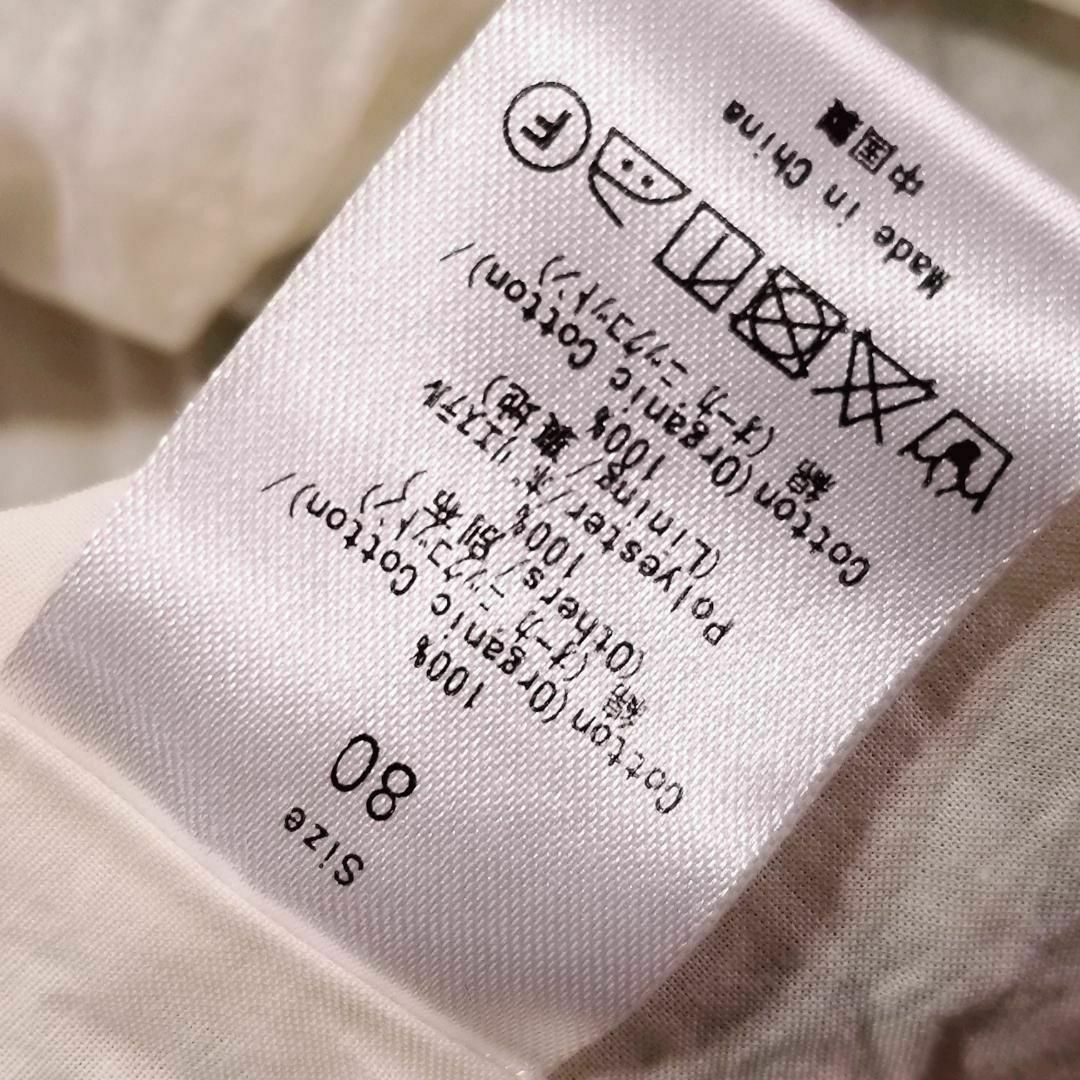 Size
80
100%
Cotton(Organic Cotton)/
綿(オーガニックコットン)
(Others/別布)
100%
Polyester/ポリエステル
(Lining/裏地)
100%
Cotton(Organic Cotton)/
綿(オーガニックコットン)
F
Made in China
中国製